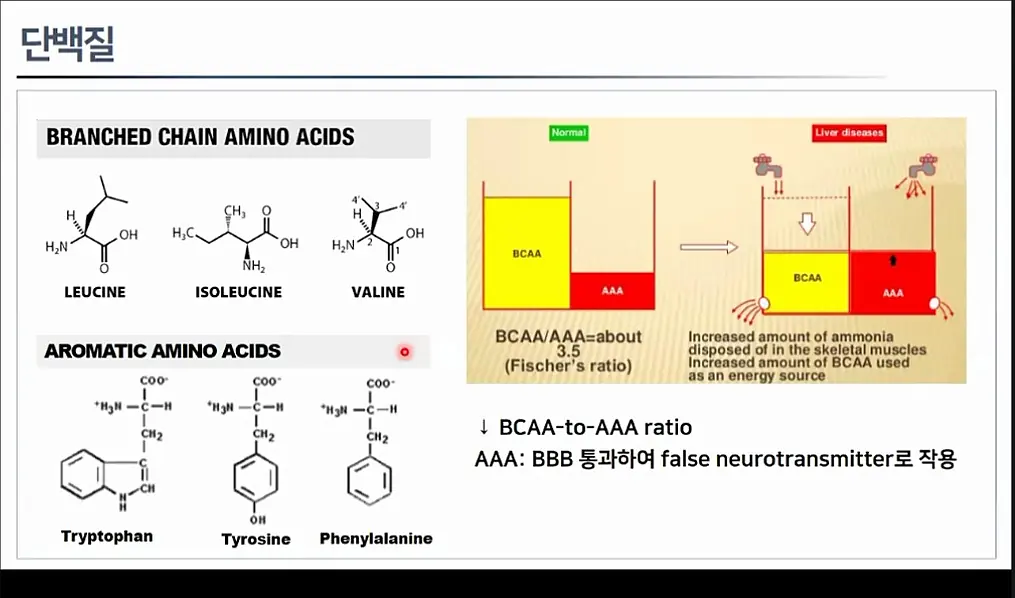 단백질
BRANCHED CHAIN AMINO ACIDS
H
H₂N
OH
O
LEUCINE
CH₃
H₃C
O
OH
NH₂
ISOLEUCINE
4'
3
4'
H
H₂N
2
1
OH
O
VALINE
AROMATIC AMINO ACIDS
COO⁻
⁺H₃N—C—H
CH₂
C
CH
N
H
Tryptophan
COO⁻
⁺H₃N—C—H
CH₂
OH
Tyrosine
COO⁻
⁺H₃N—C—H
CH₂
Phenylalanine
Normal
BCAA
AAA
BCAA/AAA=about
3.5
(Fischer's ratio)
Liver diseases
BCAA
AAA
Increased amount of ammonia
disposed of in the skeletal muscles
Increased amount of BCAA used
as an energy source
↓ BCAA-to-AAA ratio
AAA: BBB 통과하여 false neurotransmitter로 작용